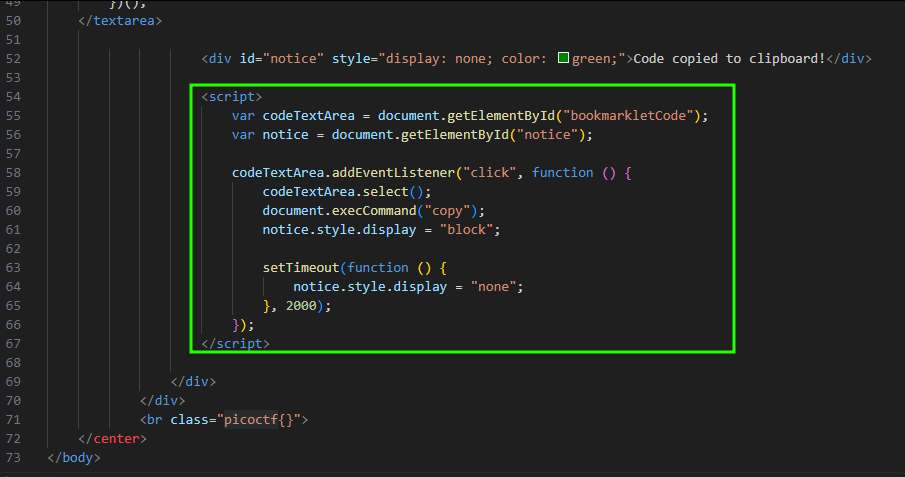 49 })();
50 </textarea>
51
52 <div id="notice" style="display: none; color: green;">Code copied to clipboard!</div>
53
54 <script>
55 var codeTextArea = document.getElementById("bookmarkletCode");
56 var notice = document.getElementById("notice");
57
58 codeTextArea.addEventListener("click", function () {
59 codeTextArea.select();
60 document.execCommand("copy");
61 notice.style.display = "block";
62
63 setTimeout(function () {
64 notice.style.display = "none";
65 }, 2000);
66 });
67 </script>
68
69 </div>
70 </div>
71 <br class="picoctf{}">
72 </center>
73 </body>